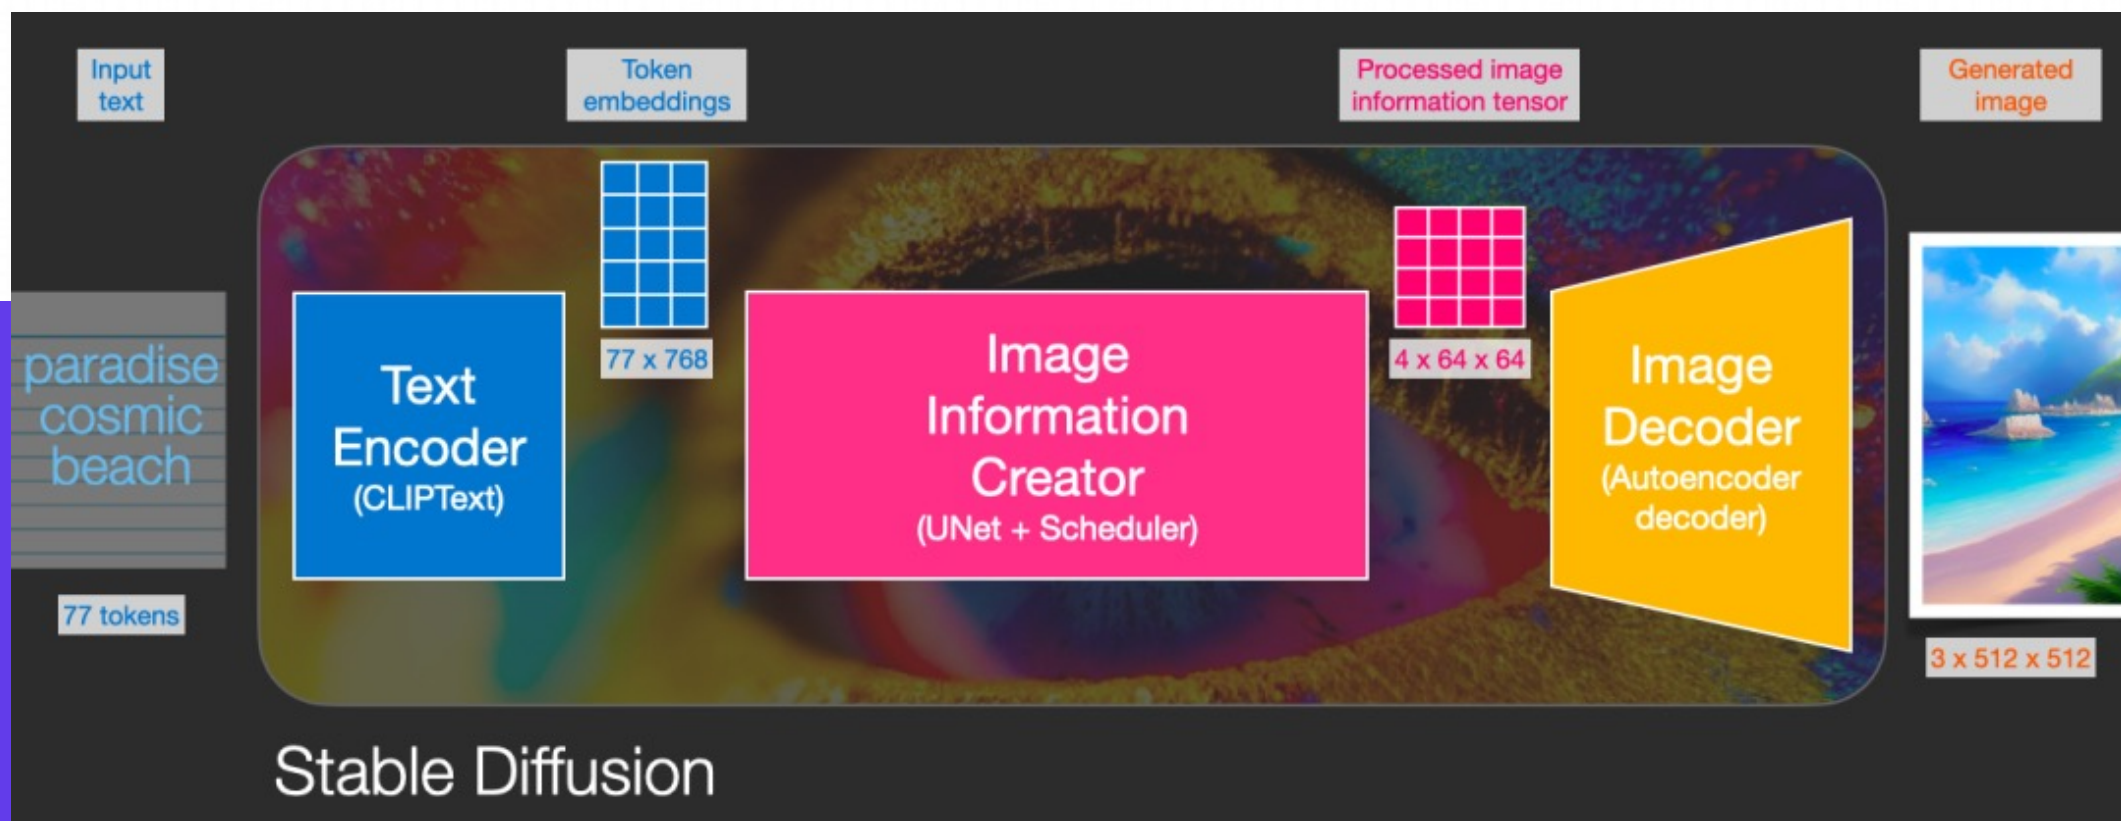 Input
text
Token
embeddings
Processed image
information tensor
Generated
image
paradise
cosmic
beach
77 tokens
Text
Encoder
(CLIPText)
77 x 768
Image
Information
Creator
(UNet + Scheduler)
4 x 64 x 64
Image
Decoder
(Autoencoder
decoder)
3 x 512 x 512
Stable Diffusion